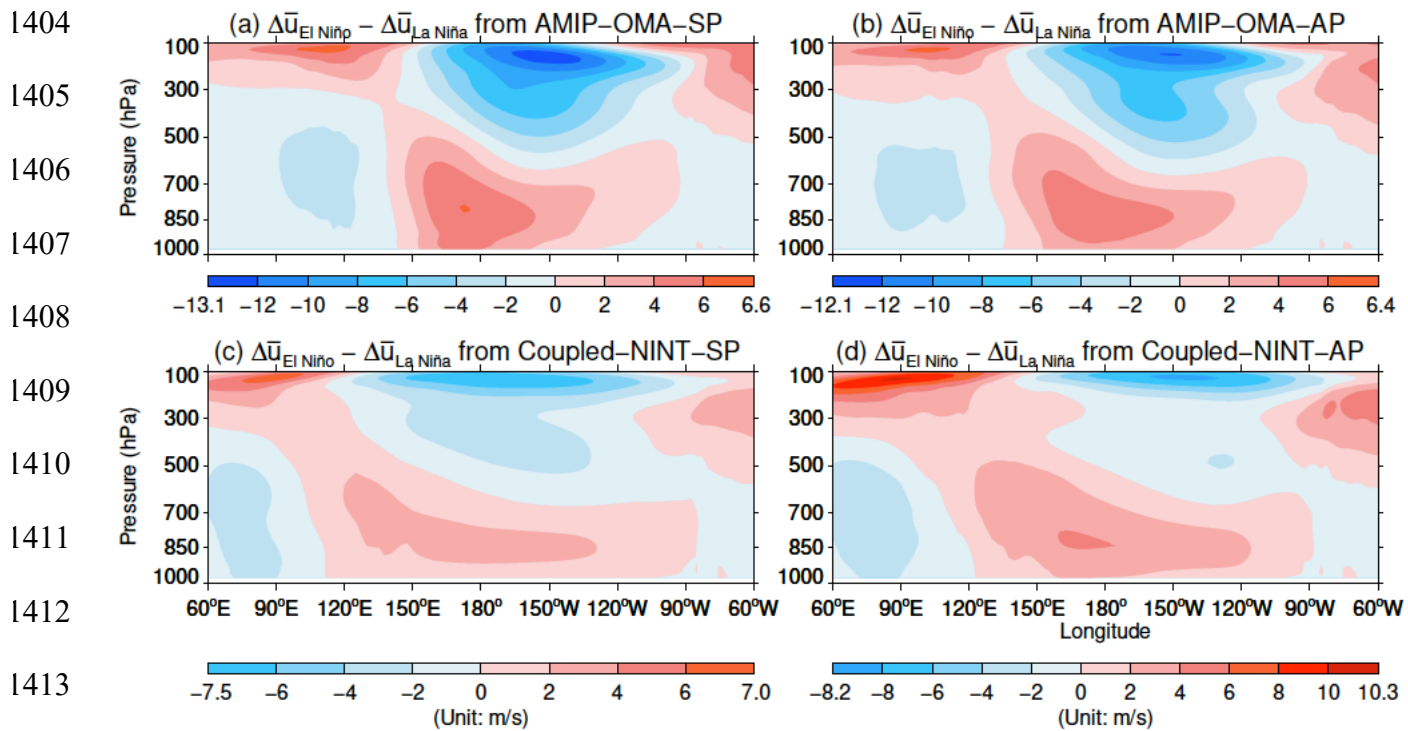 1404
1405
1406
1407
1408
1409
1410
1411
1412
1413
(a) Δū El Niño − Δū La Niña from AMIP−OMA−SP
Pressure (hPa)
100
300
500
700
850
1000
−13.1 −12 −10 −8 −6 −4 −2 0 2 4 6 6.6
(b) Δū El Niño − Δū La Niña from AMIP−OMA−AP
100
300
500
700
850
1000
−12.1 −12 −10 −8 −6 −4 −2 0 2 4 6 6.4
(c) Δū El Niño − Δū La Niña from Coupled−NINT−SP
Pressure (hPa)
100
300
500
700
850
1000
60°E 90°E 120°E 150°E 180° 150°W 120°W 90°W 60°W
−7.5 −6 −4 −2 0 2 4 6 7.0
(Unit: m/s)
(d) Δū El Niño − Δū La Niña from Coupled−NINT−AP
100
300
500
700
850
1000
60°E 90°E 120°E 150°E 180° 150°W 120°W 90°W 60°W
Longitude
−8.2 −8 −6 −4 −2 0 2 4 6 8 10 10.3
(Unit: m/s)